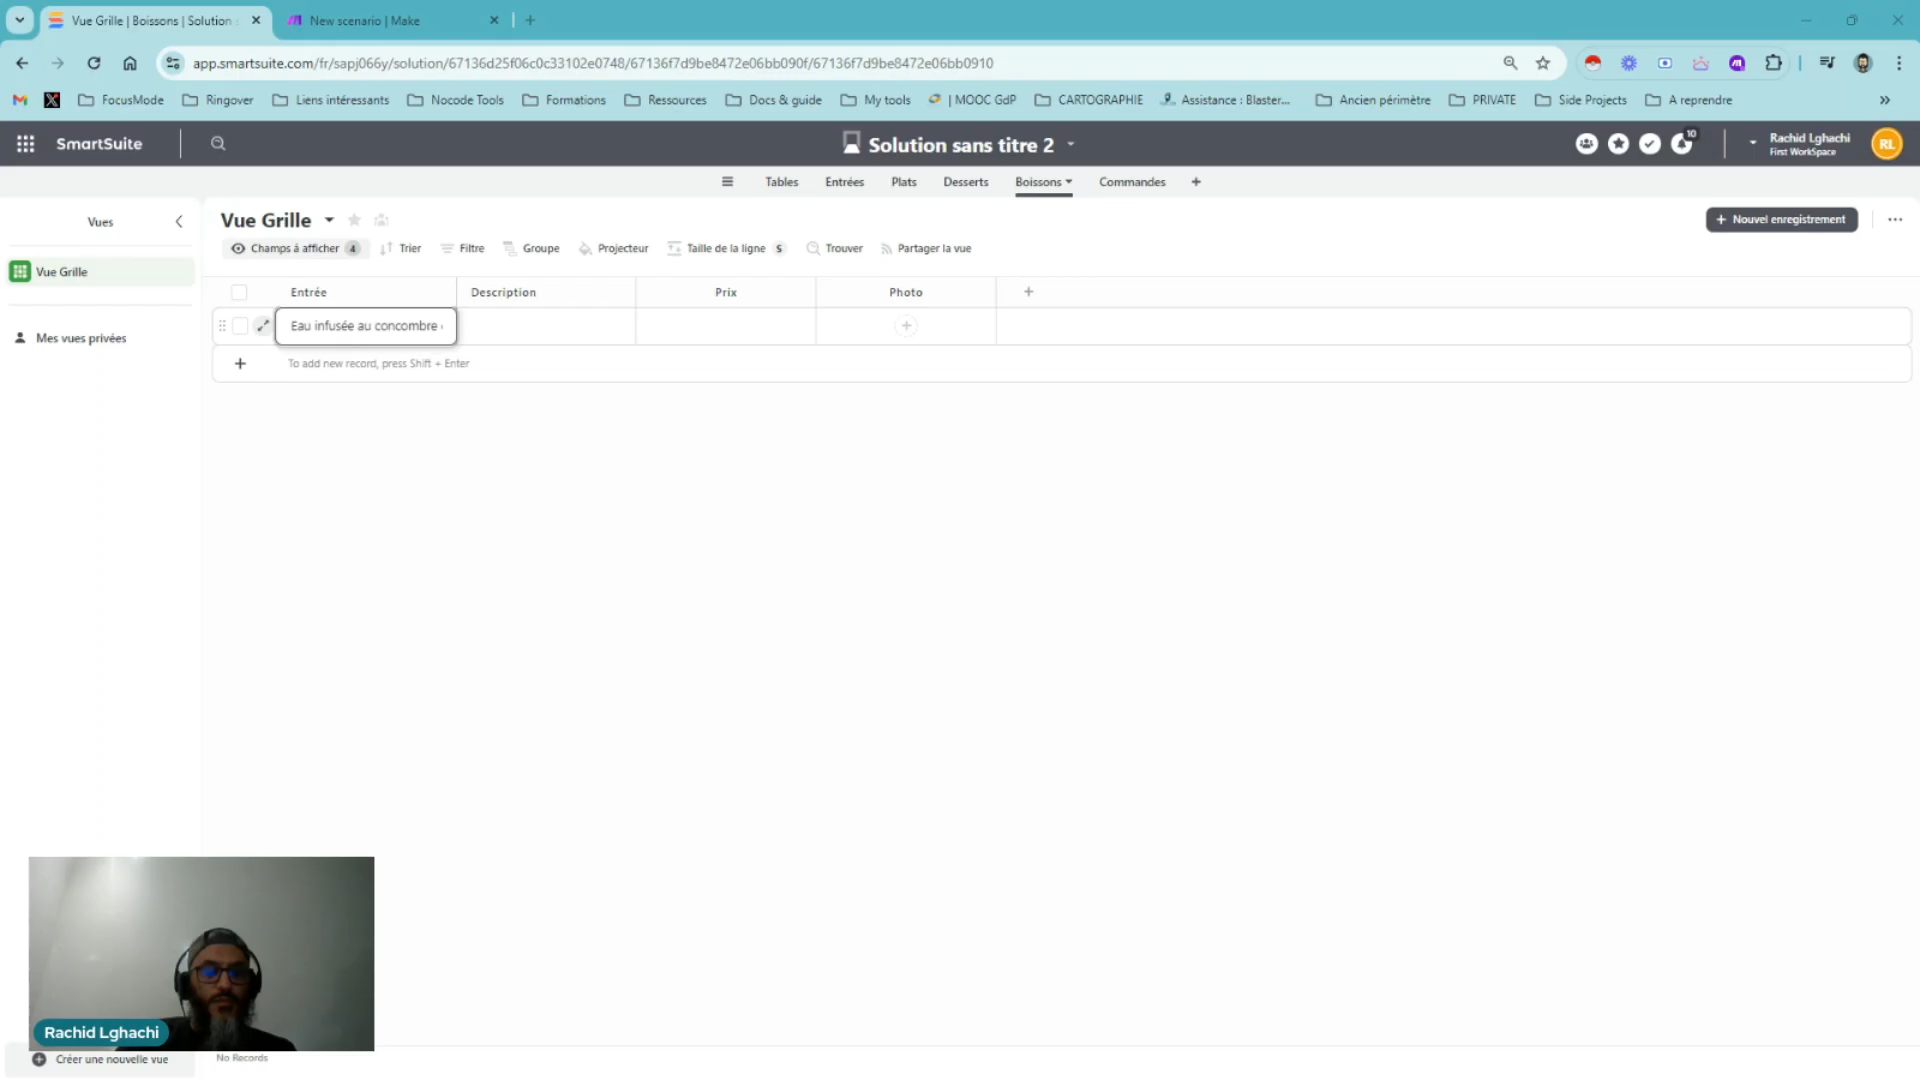 Vue Grille | Boissons | Solution
New scenario | Make
app.smartsuite.com/fr/sapj066y/solution/67136d25f06c0c33102e0748/67136f7d9be8472e06bb090f/67136f7d9be8472e06bb0910
FocusMode
Ringover
Liens intéressants
Nocode Tools
Formations
Ressources
Docs & guide
My tools
| MOOC GdP
CARTOGRAPHIE
Assistance : Blaster...
Ancien périmètre
PRIVATE
Side Projects
A reprendre
SmartSuite
Solution sans titre 2
10
Rachid Lghachi
First WorkSpace
RL
Tables
Entrées
Plats
Desserts
Boissons
Commandes
Vues
Vue Grille
Nouvel enregistrement
Champs à afficher 4
Trier
Filtre
Groupe
Projecteur
Taille de la ligne S
Trouver
Partager la vue
Vue Grille
Entrée
Description
Prix
Photo
Eau infusée au concombre
Mes vues privées
To add new record, press Shift + Enter
Rachid Lghachi
Créer une nouvelle vue
No Records